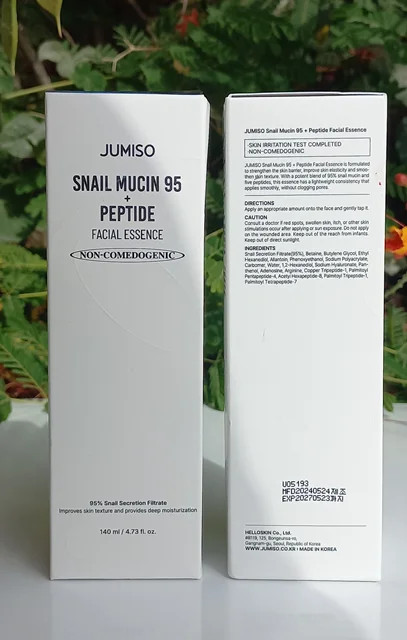 JUMISO
SNAIL MUCIN 95
+
PEPTIDE
FACIAL ESSENCE
NON-COMEDOGENIC
95% Snail Secretion Filtrate
Improves skin texture and provides deep moisturization
140 ml / 4.73 fl. oz.
JUMISO Snail Mucin 95 + Peptide Facial Essence
·SKIN IRRITATION TEST COMPLETED
·NON-COMEDOGENIC
JUMISO Snail Mucin 95 + Peptide Facial Essence is formulated
to strengthen the skin barrier, improve skin elasticity and smoo-
then skin texture. With a potent blend of 95% snail mucin and
five peptides, this essence has a lightweight consistency that
applies smoothly, without clogging pores.
DIRECTIONS
Apply an appropriate amount onto the face and gently tap it.
CAUTION
Consult a doctor if red spots, swollen skin, itch, or other skin
stimulations occur after applying or sun exposure. Do not apply
on the wounded area. Keep out of the reach from infants.
Keep out of direct sunlight.
INGREDIENTS
Snail Secretion Filtrate(95%), Betaine, Butylene Glycol, Ethyl
Hexanediol, Allantoin, Phenoxyethanol, Sodium Polyacrylate,
Carbomer, Water, 1,2-Hexanediol, Sodium Hyaluronate, Pan-
thenol, Adenosine, Arginine, Copper Tripeptide-1, Palmitoyl
Pentapeptide-4, Acetyl Hexapeptide-8, Palmitoyl Tripeptide-1,
Palmitoyl Tetrapeptide-7
U05193
MFD20240524제조
EXP20270523까지
HELLOSKIN Co., Ltd.
Gangnam-gu, Seoul, Republic of Korea
WWW.JUMISO.CO.KR I MADE IN KOREA